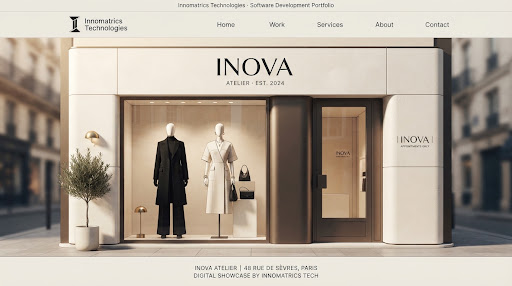 Innomatrics Technologies · Software Development Portfolio
Innomatrics
Technologies
Home
Work
Services
About
Contact
INOVA
ATELIER · EST. 2024
INOVA
INOVA
INOVA ATELIER | 48 RUE DE SÈVRES, PARIS
DIGITAL SHOWCASE BY INNOMATRICS TECH